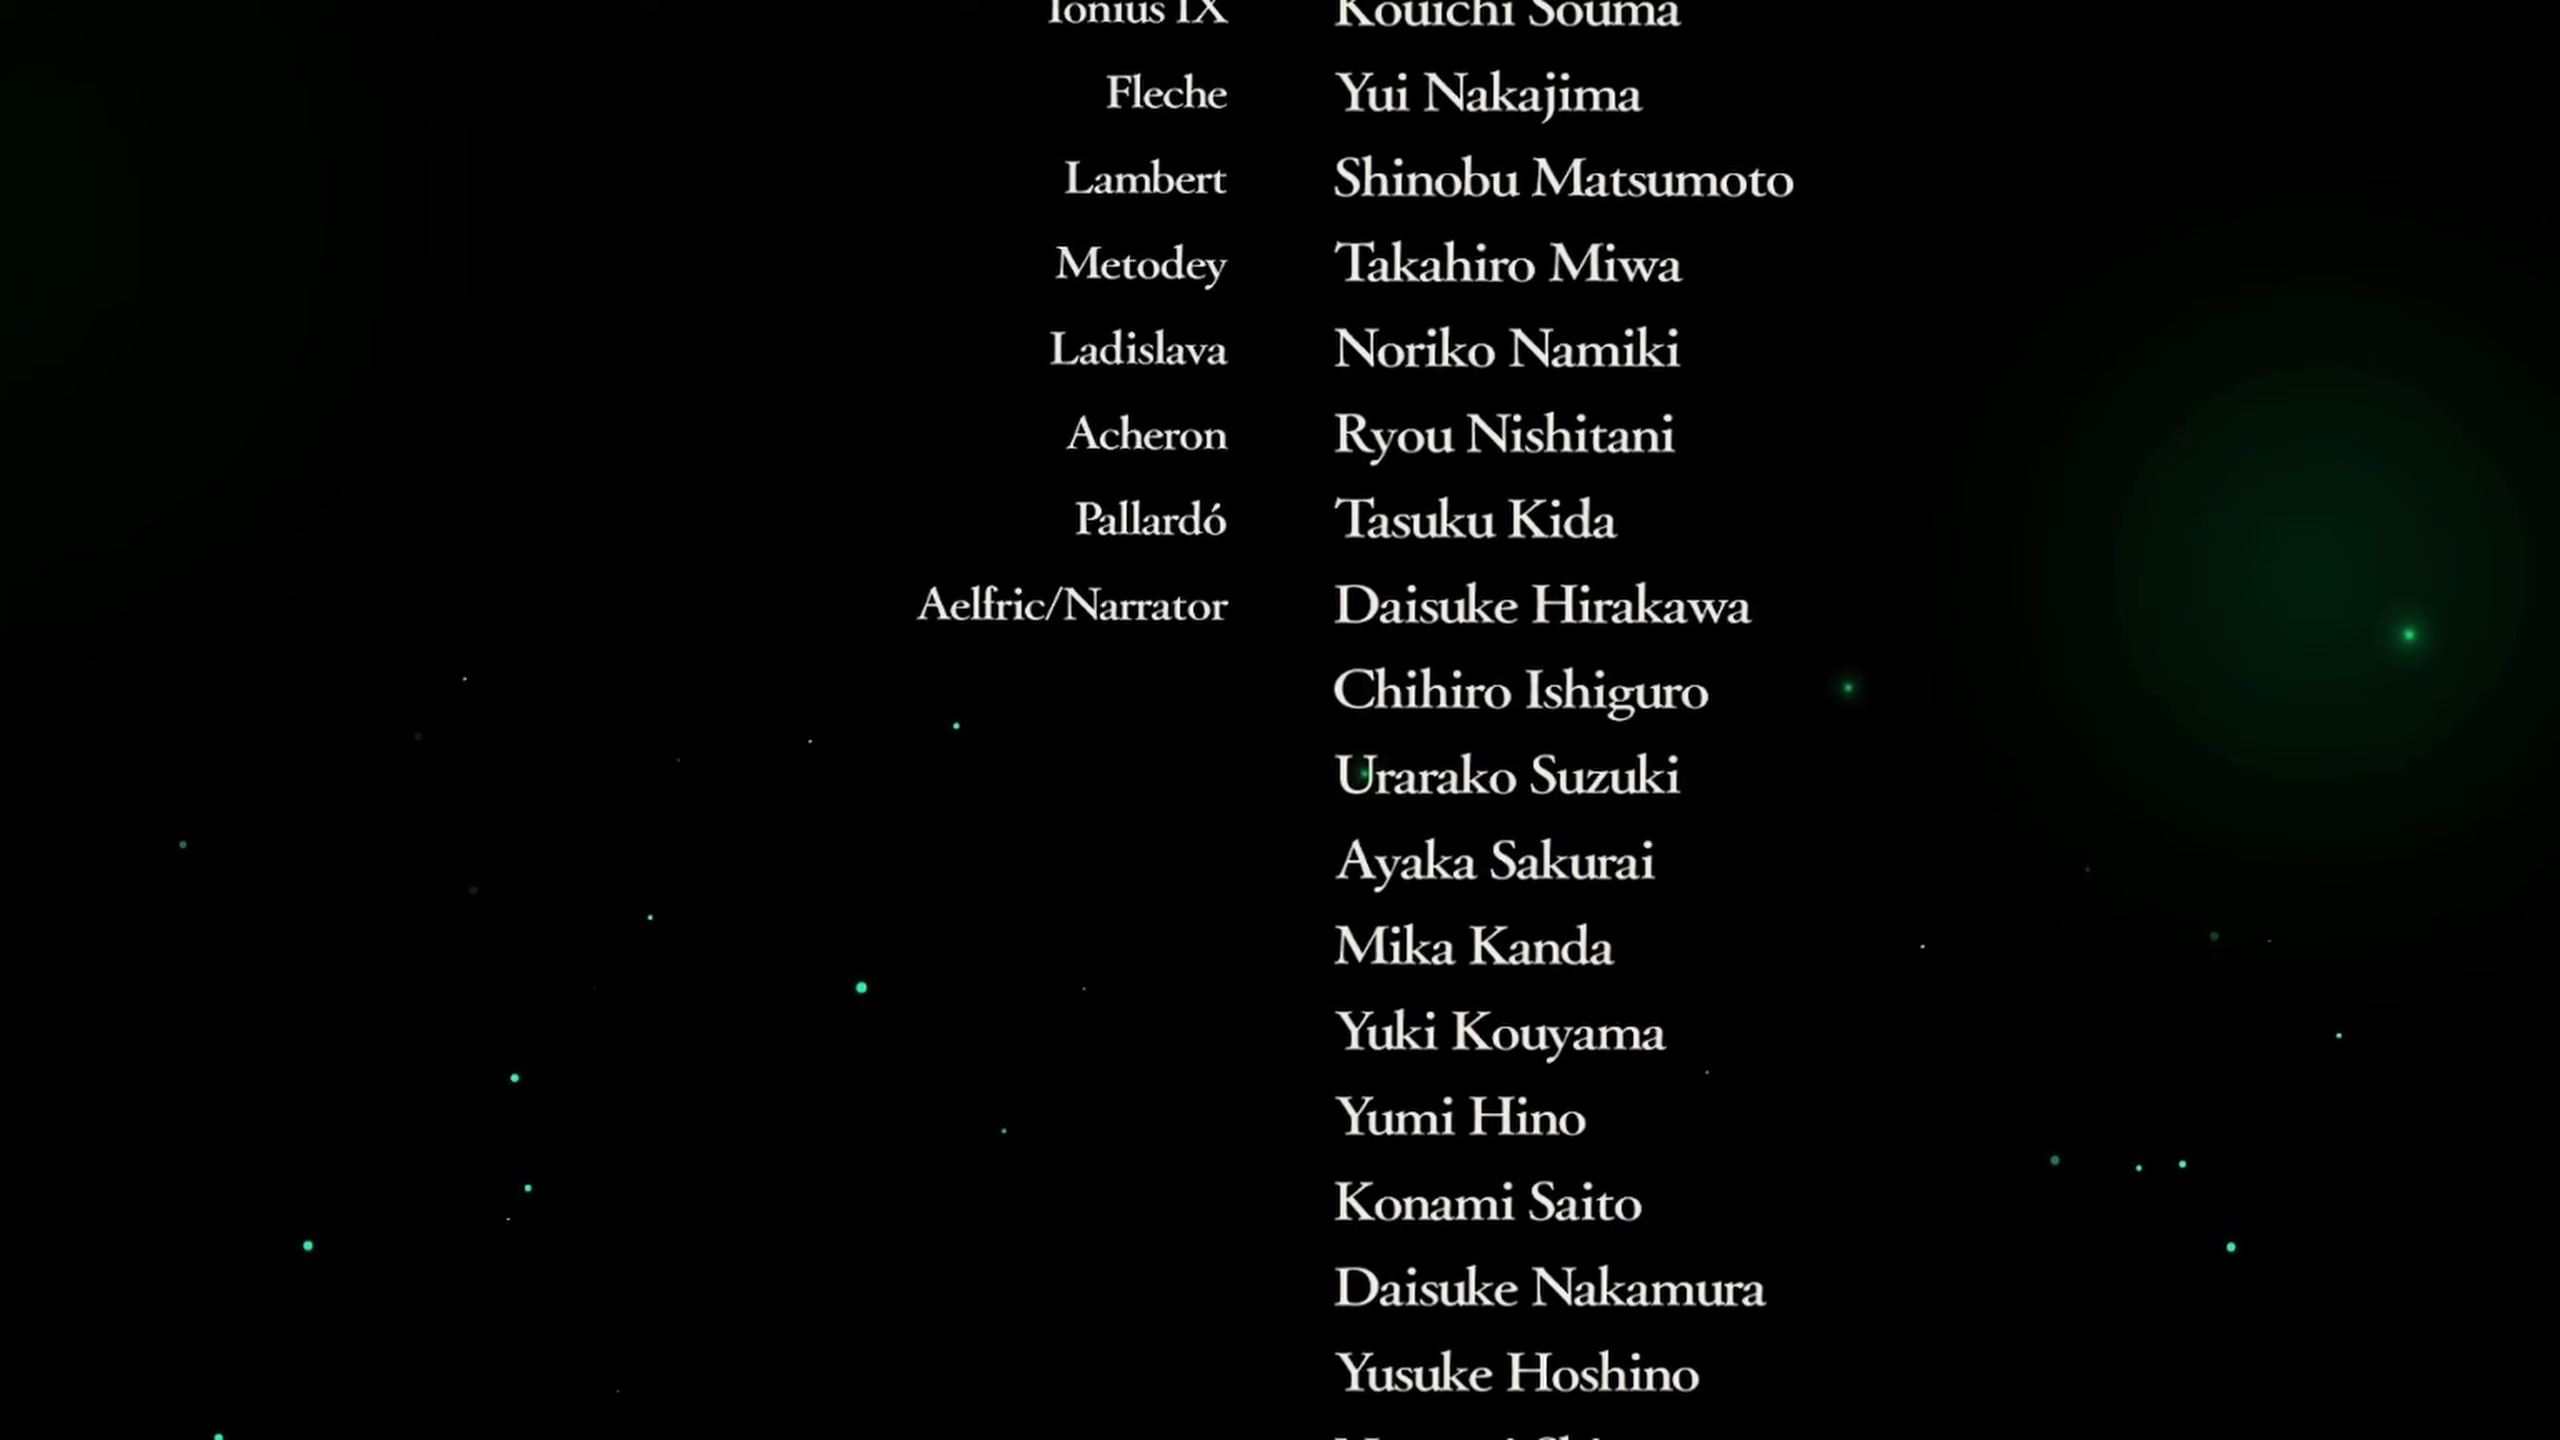 Ionius IX Kouichi Souma
Fleche Yui Nakajima
Lambert Shinobu Matsumoto
Metodey Takahiro Miwa
Ladislava Noriko Namiki
Acheron Ryou Nishitani
Pallardó Tasuku Kida
Aelfric/Narrator Daisuke Hirakawa
Chihiro Ishiguro
Urarako Suzuki
Ayaka Sakurai
Mika Kanda
Yuki Kouyama
Yumi Hino
Konami Saito
Daisuke Nakamura
Yusuke Hoshino